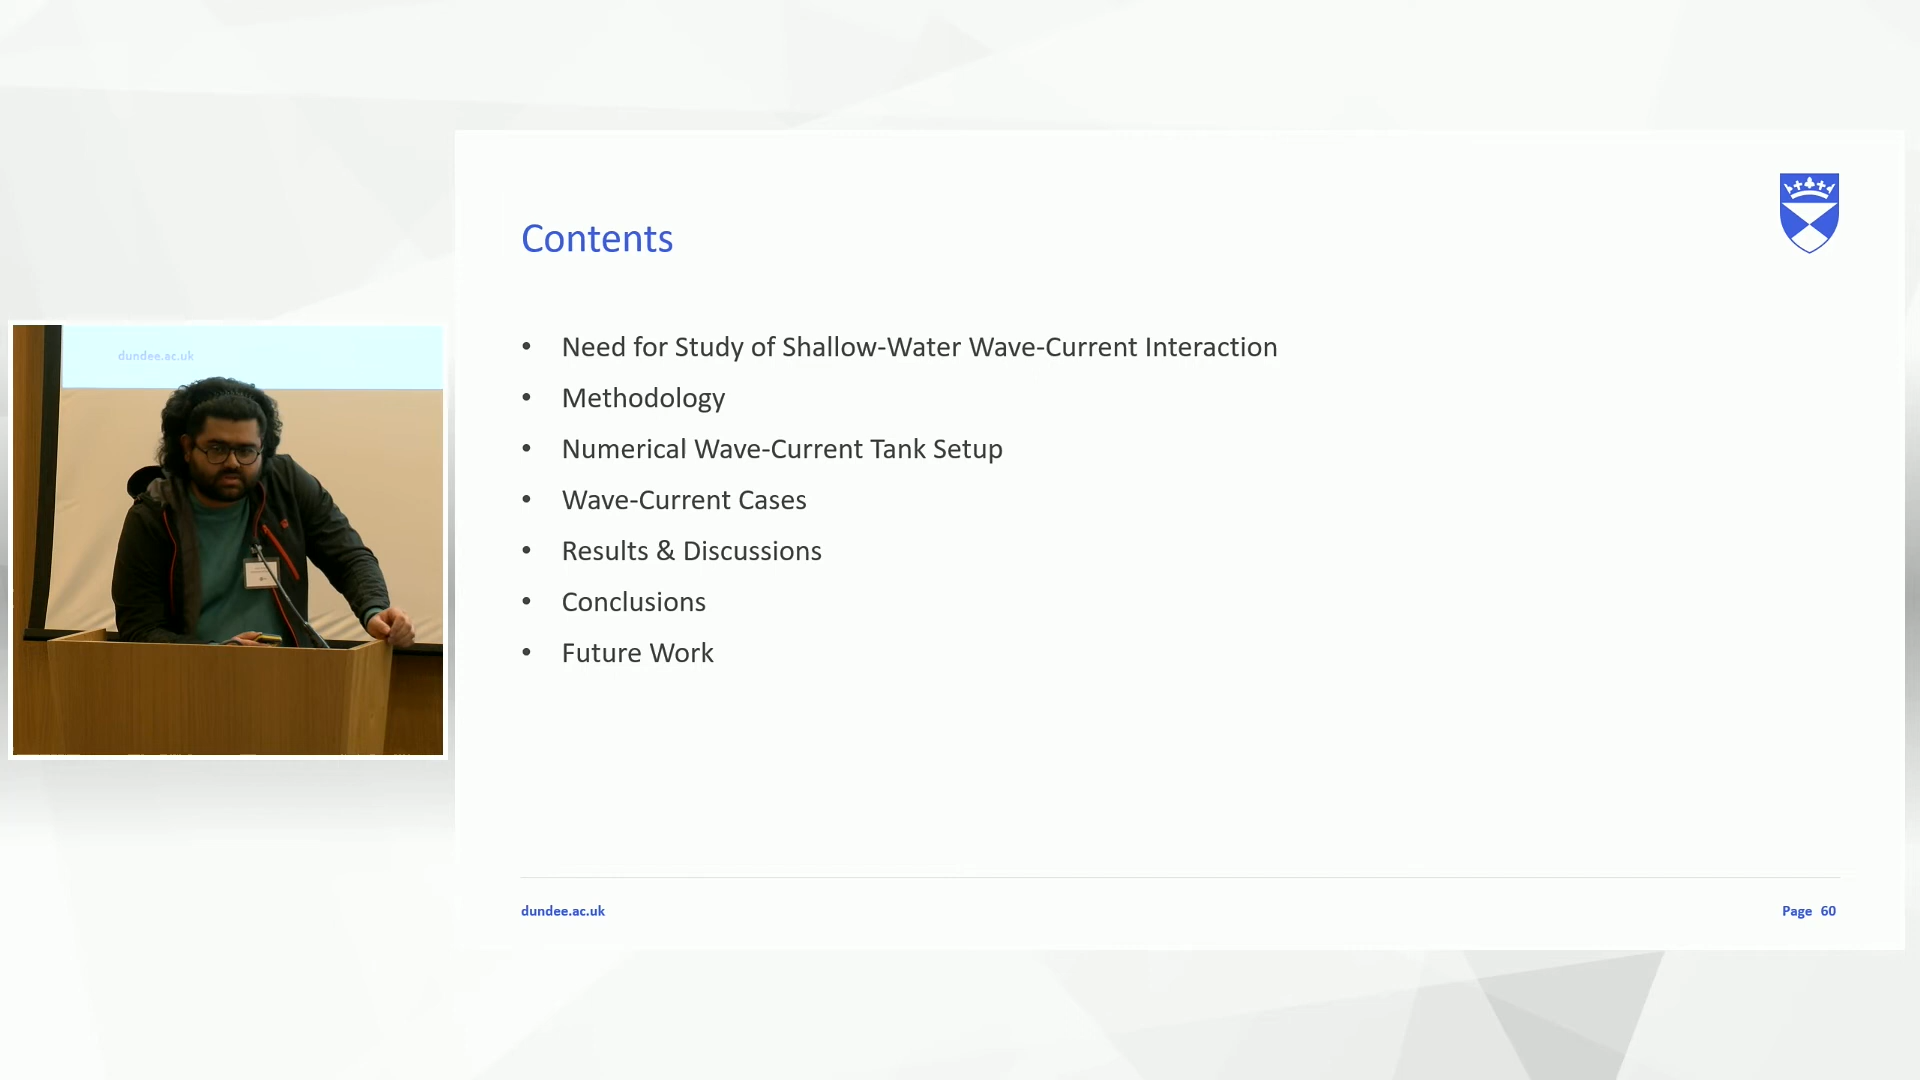 Contents
• Need for Study of Shallow-Water Wave-Current Interaction
• Methodology
• Numerical Wave-Current Tank Setup
• Wave-Current Cases
• Results & Discussions
• Conclusions
• Future Work
dundee.ac.uk
Page 60
dundee.ac.uk